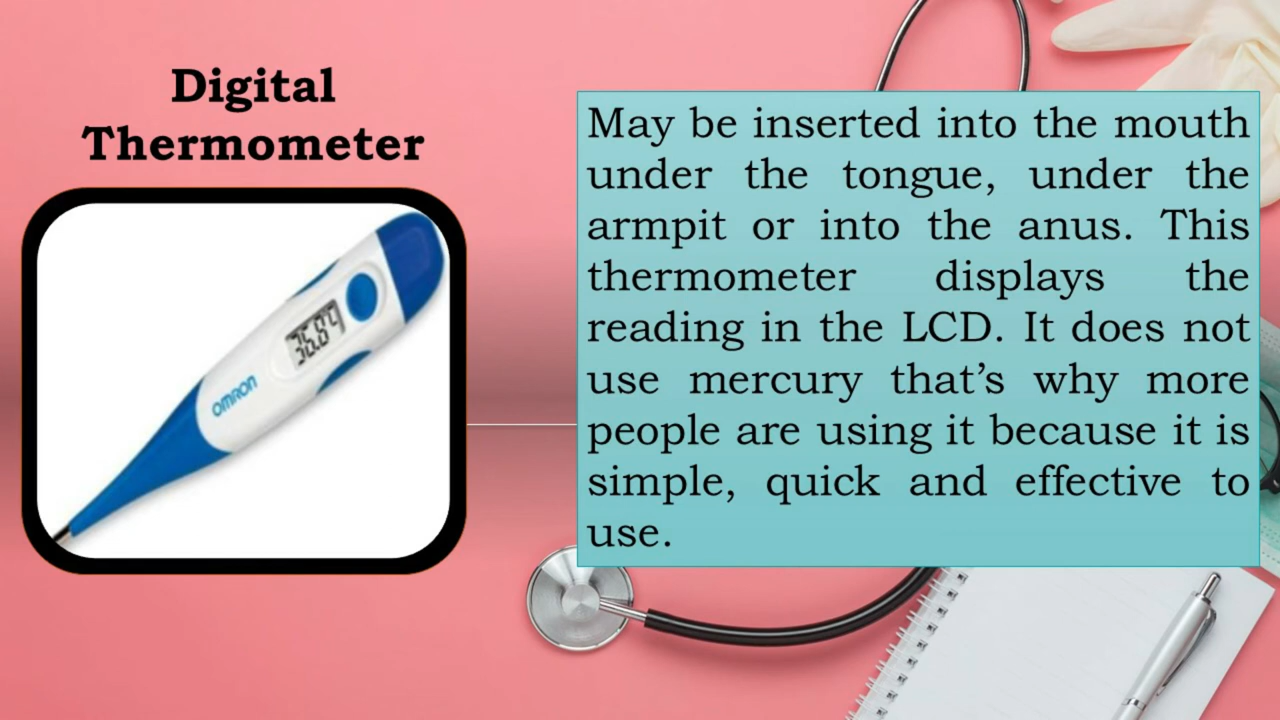 Digital
Thermometer
36.89
OMRON
May be inserted into the mouth
under the tongue, under the
armpit or into the anus. This
thermometer displays the
reading in the LCD. It does not
use mercury that’s why more
people are using it because it is
simple, quick and effective to
use.